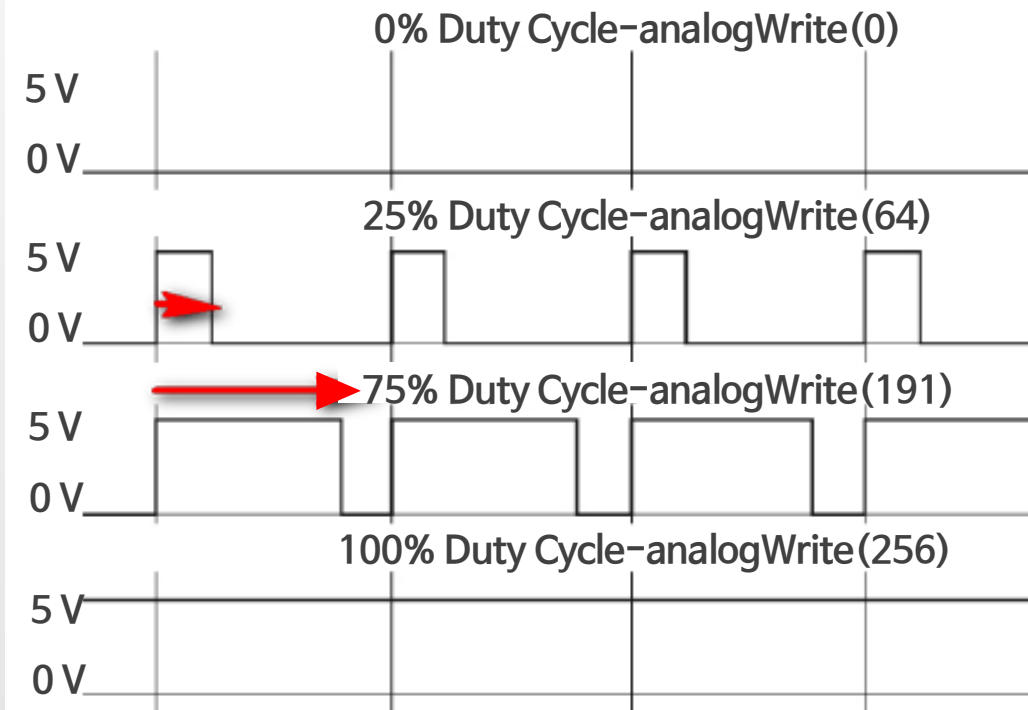 0% Duty Cycle-analogWrite(0)
5 V
0 V
25% Duty Cycle-analogWrite(64)
5 V
0 V
75% Duty Cycle-analogWrite(191)
5 V
0 V
100% Duty Cycle-analogWrite(256)
5 V
0 V